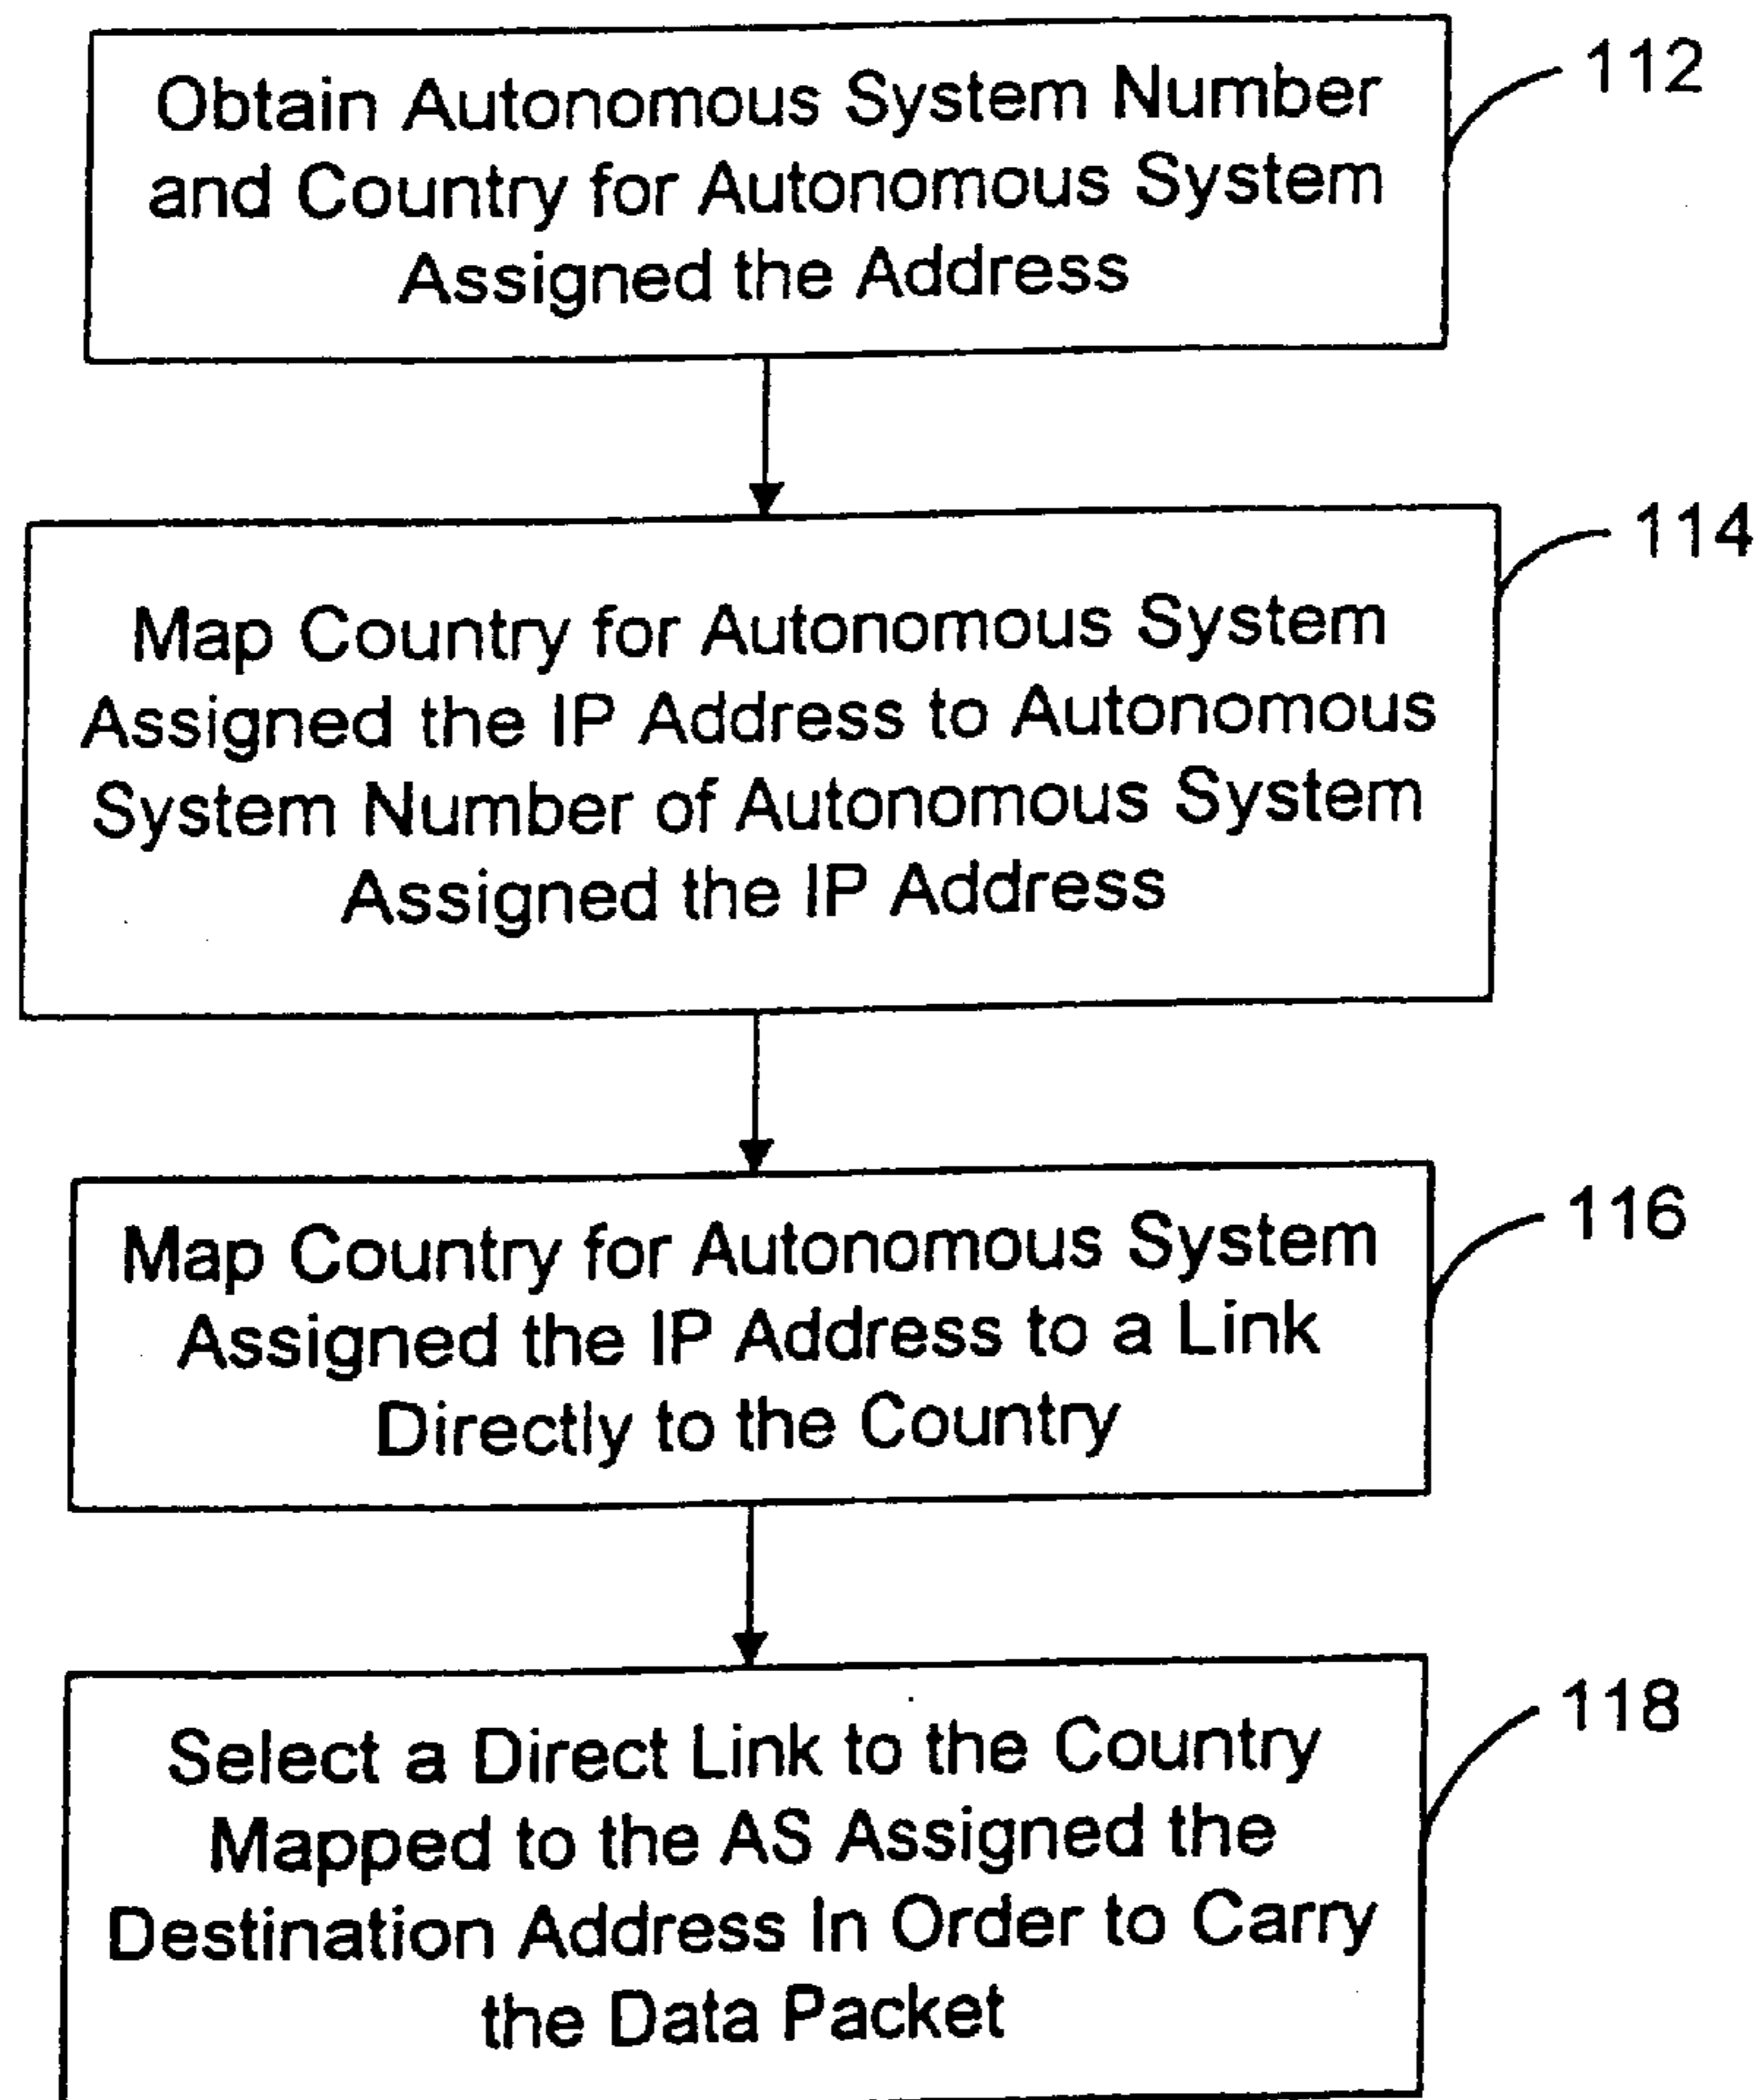 Obtain Autonomous System Number
and Country for Autonomous System
Assigned the Address
112
Map Country for Autonomous System
Assigned the IP Address to Autonomous
System Number of Autonomous System
Assigned the IP Address
114
Map Country for Autonomous System
Assigned the IP Address to a Link
Directly to the Country
116
Select a Direct Link to the Country
Mapped to the AS Assigned the
Destination Address In Order to Carry
the Data Packet
118